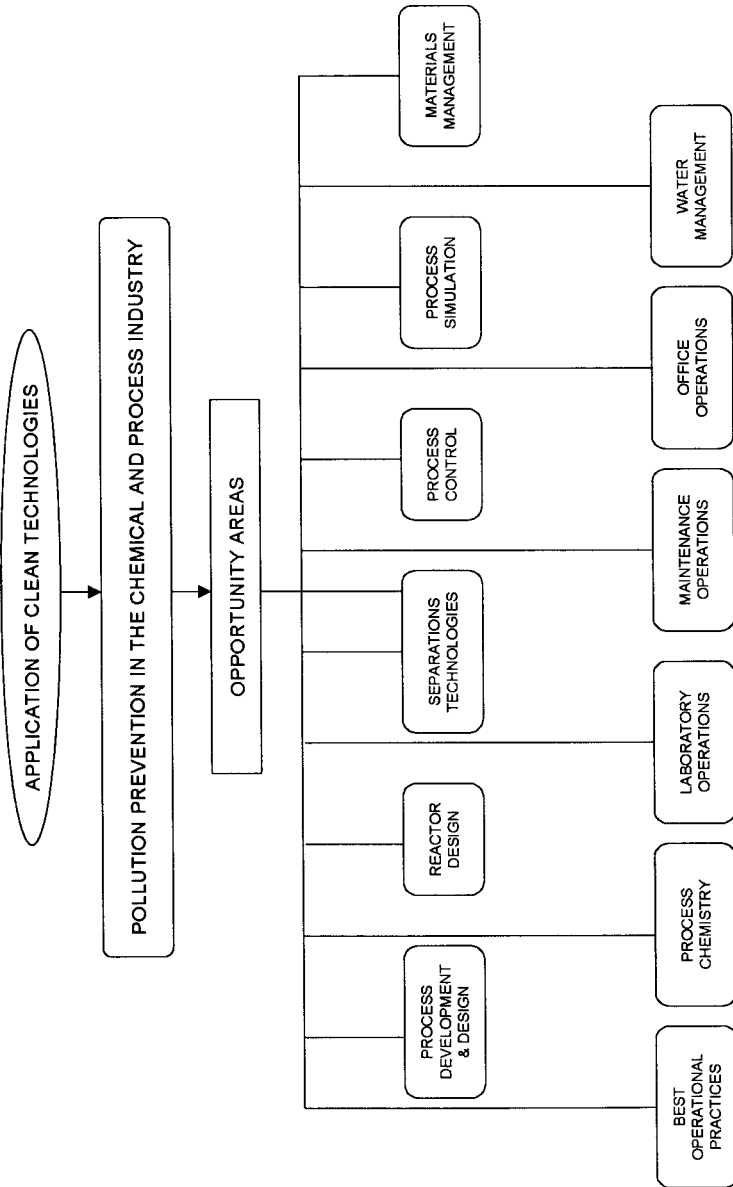 APPLICATION OF CLEAN TECHNOLOGIES
POLLUTION PREVENTION IN THE CHEMICAL AND PROCESS INDUSTRY
OPPORTUNITY AREAS
PROCESS
DEVELOPMENT
& DESIGN
REACTOR
DESIGN
SEPARATIONS
TECHNOLOGIES
PROCESS
CONTROL
PROCESS
SIMULATION
MATERIALS
MANAGEMENT
BEST
OPERATIONAL
PRACTICES
PROCESS
CHEMISTRY
LABORATORY
OPERATIONS
MAINTENANCE
OPERATIONS
OFFICE
OPERATIONS
WATER
MANAGEMENT